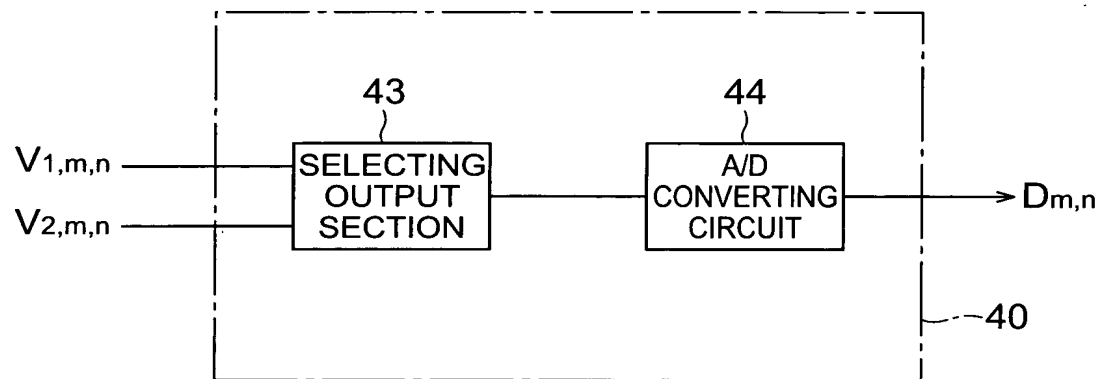 43
44
V1,m,n
V2,m,n
SELECTING
OUTPUT
SECTION
A/D
CONVERTING
CIRCUIT
Dm,n
40